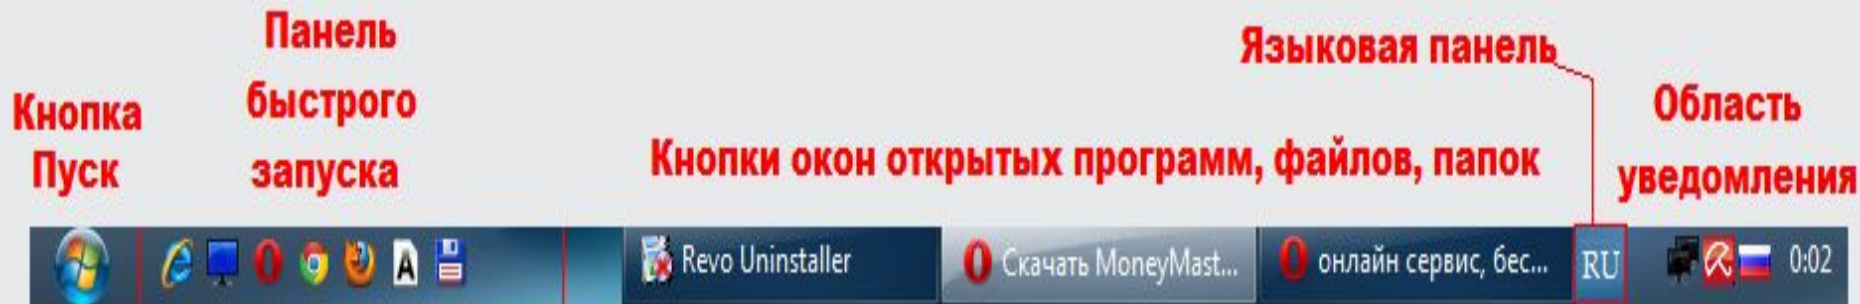 Панель
быстрого
запуска
Языковая панель
Кнопка
Пуск
Область
уведомления
Кнопки окон открытых программ, файлов, папок
A
Revo Uninstaller
Скачать MoneyMast...
онлайн сервис, бес...
RU
0:02